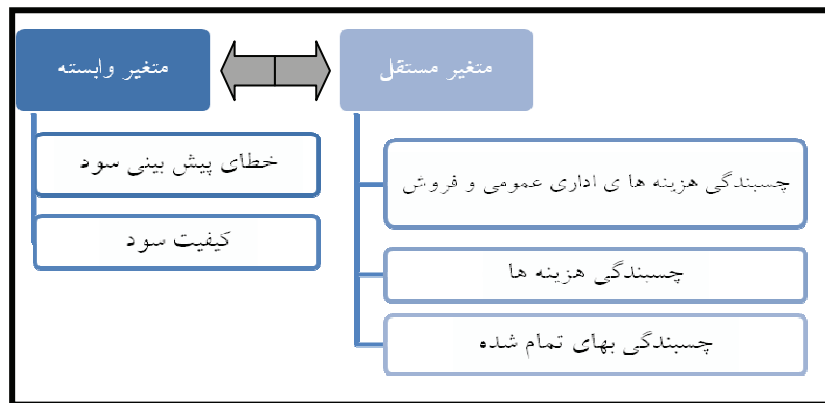 متغیر مستقل
چسبندگی هزینه ها ی اداری عمومی و فروش
چسبندگی هزینه ها
چسبندگی بهای تمام شده
متغیر وابسته
خطای پیش بینی سود
کیفیت سود